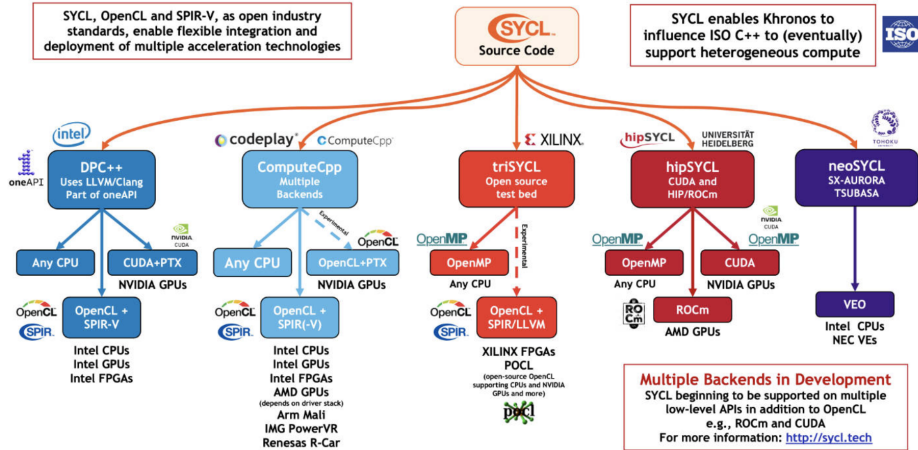 SYCL, OpenCL and SPIR-V, as open industry
standards, enable flexible integration and
deployment of multiple acceleration technologies
SYCL™
Source Code
SYCL enables Khronos to
influence ISO C++ to (eventually)
support heterogeneous compute
ISO
oneAPI
intel
DPC++
Uses LLVM/Clang
Part of oneAPI
codeplay®
ComputeCpp™
ComputeCpp
Multiple
Backends
XILINX®
triSYCL
Open source
test bed
hipSYCL
UNIVERSITÄT
HEIDELBERG
hipSYCL
CUDA and
HIP/ROCm
TOHOKU
neoSYCL
SX-AURORA
TSUBASA
NVIDIA
CUDA
Any CPU
CUDA+PTX
NVIDIA GPUs
OpenCL
SPIR
OpenCL +
SPIR-V
Intel CPUs
Intel GPUs
Intel FPGAs
Experimental
OpenCL
Any CPU
OpenCL+PTX
NVIDIA GPUs
OpenCL
SPIR
OpenCL +
SPIR(-V)
Intel CPUs
Intel GPUs
Intel FPGAs
AMD GPUs
(depends on driver stack)
Arm Mali
IMG PowerVR
Renesas R-Car
OpenMP
OpenMP
Any CPU
Experimental
OpenCL
SPIR
OpenCL +
SPIR/LLVM
XILINX FPGAs
POCL
(open-source OpenCL
supporting CPUs and NVIDIA
GPUs and more)
pocl
OpenMP
OpenMP
Any CPU
NVIDIA
CUDA
OpenMP
CUDA
NVIDIA GPUs
ROCm
ROCm
AMD GPUs
VEO
Intel CPUs
NEC VEs
Multiple Backends in Development
SYCL beginning to be supported on multiple
low-level APIs in addition to OpenCL
e.g., ROCm and CUDA
For more information: http://sycl.tech